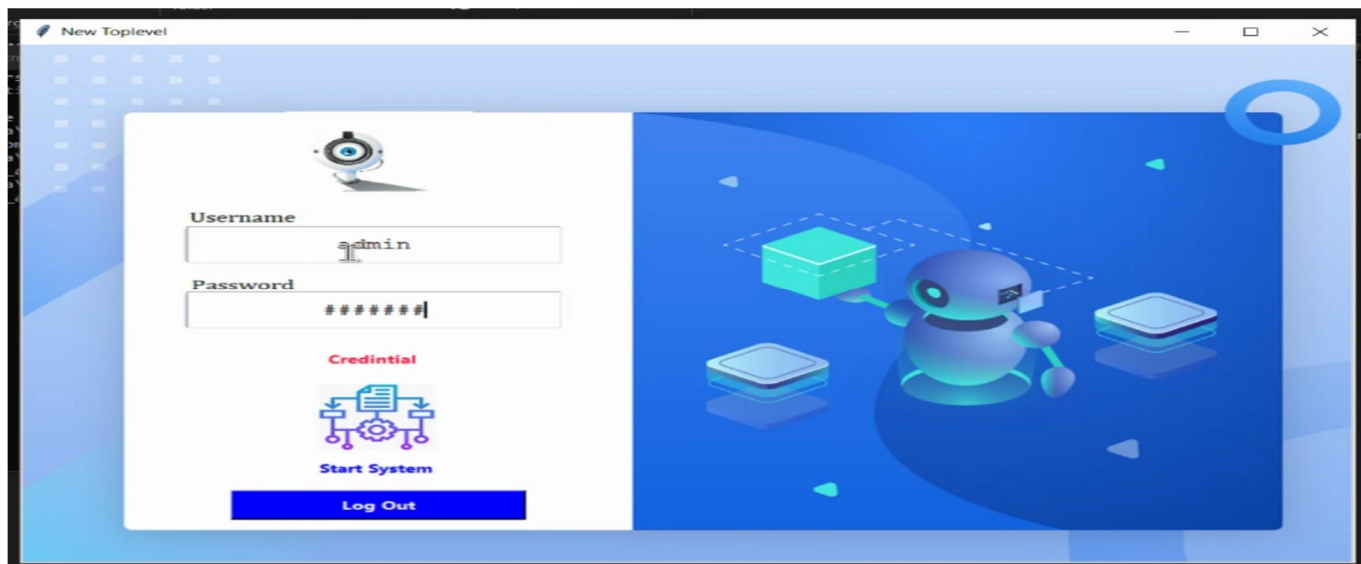 New Toplevel
Username
admin
Password
#######
Credintial
Start System
Log Out